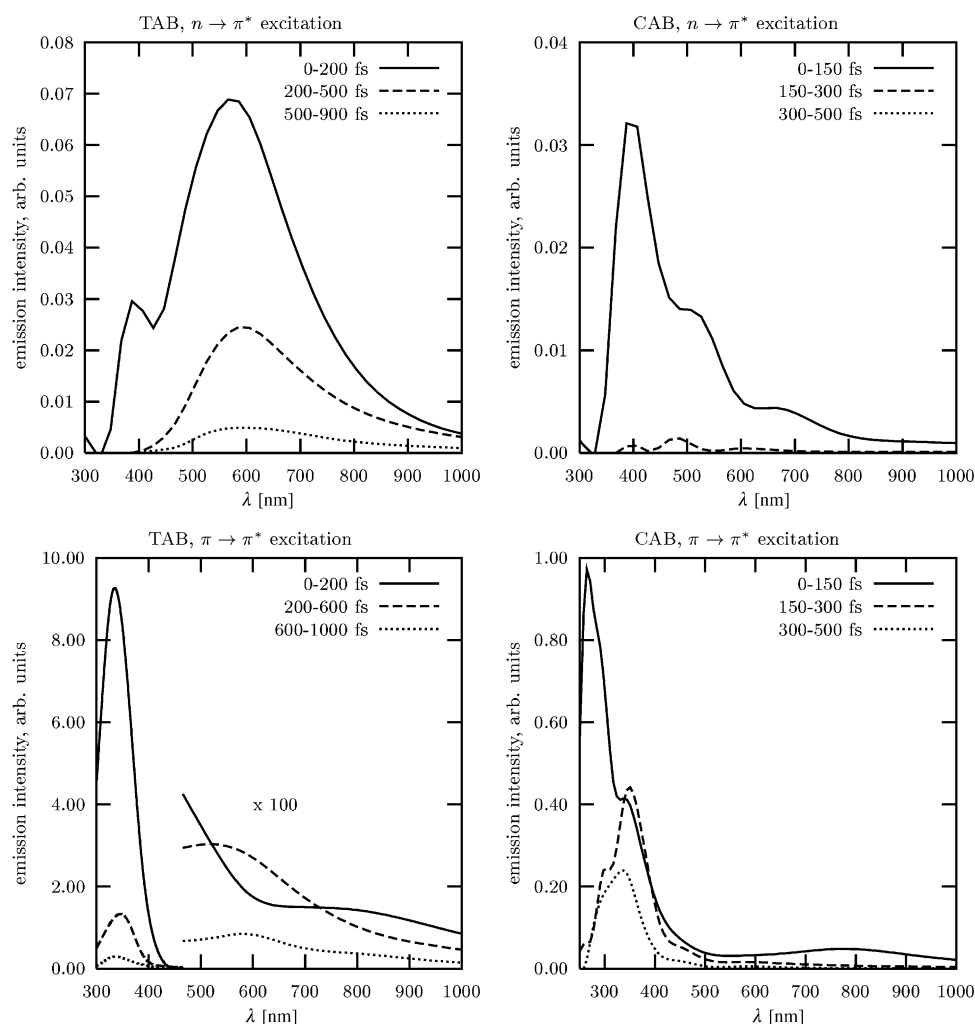 TAB, n → π* excitation
0-200 fs
200-500 fs
500-900 fs
emission intensity, arb. units
0.08
0.07
0.06
0.05
0.04
0.03
0.02
0.01
0.00
300 400 500 600 700 800 900 1000
λ [nm]
CAB, n → π* excitation
0-150 fs
150-300 fs
300-500 fs
emission intensity, arb. units
0.04
0.03
0.02
0.01
0.00
300 400 500 600 700 800 900 1000
λ [nm]
TAB, π → π* excitation
0-200 fs
200-600 fs
600-1000 fs
x 100
emission intensity, arb. units
10.00
8.00
6.00
4.00
2.00
0.00
300 400 500 600 700 800 900 1000
λ [nm]
CAB, π → π* excitation
0-150 fs
150-300 fs
300-500 fs
emission intensity, arb. units
1.00
0.80
0.60
0.40
0.20
0.00
300 400 500 600 700 800 900 1000
λ [nm]